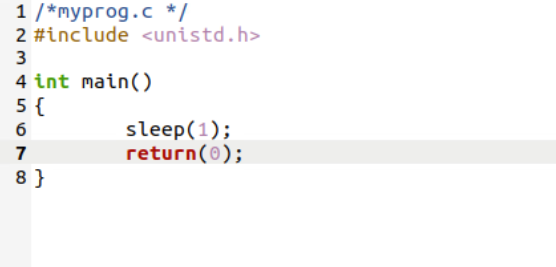 1 /*myprog.c */
2 #include <unistd.h>
3
4 int main()
5 {
6         sleep(1);
7         return(0);
8 }